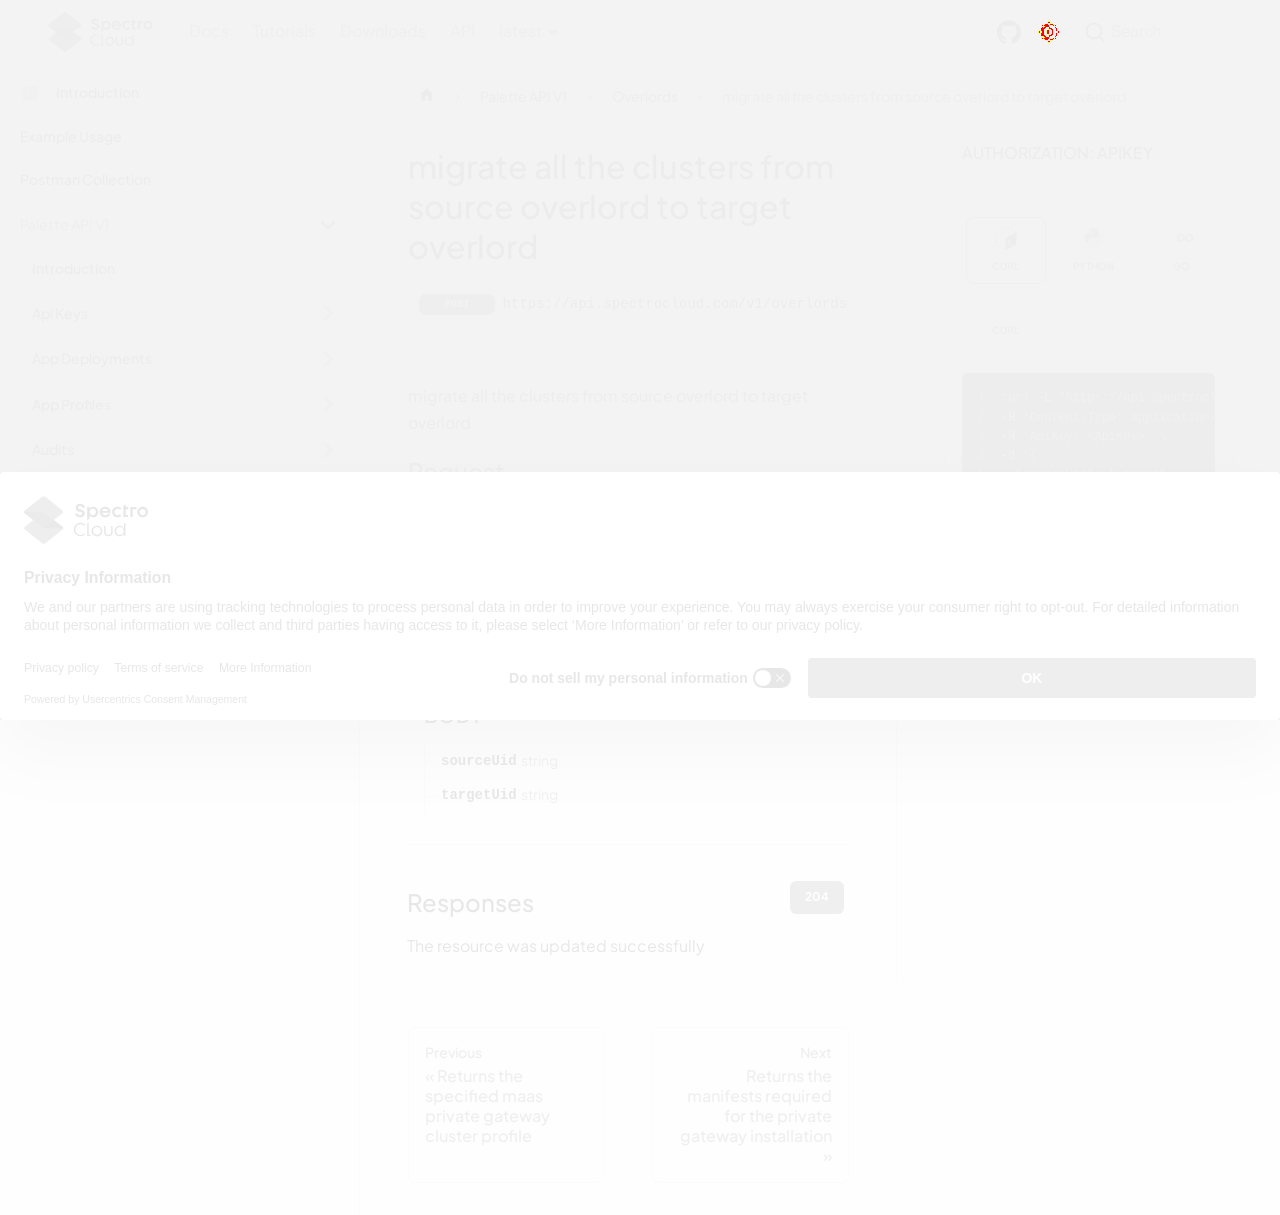 Spectro Cloud
Docs Tutorials Downloads API latest
Search
Introduction
Palette API V1 Overlords migrate all the clusters from source overlord to target overlord
Example Usage
Postman Collection
Palette API V1
Introduction
Api Keys
App Deployments
App Profiles
Audits
migrate all the clusters from
source overlord to target
overlord
https://api.spectrocloud.com/v1/overlords
migrate all the clusters from source overlord to target
overlord
Request
AUTHORIZATION: APIKEY
CURL PYTHON GO
CURL
Spectro
Cloud
Privacy Information
We and our partners are using tracking technologies to process personal data in order to improve your experience. You may always exercise your consumer right to opt-out. For detailed information
about personal information we collect and third parties having access to it, please select ‘More Information’ or refer to our privacy policy.
Privacy policy Terms of service More Information
Do not sell my personal information
OK
Powered by Usercentrics Consent Management
sourceUid string
targetUid string
Responses
204
The resource was updated successfully
Previous
« Returns the
specified maas
private gateway
cluster profile
Next
Returns the
manifests required
for the private
gateway installation
»